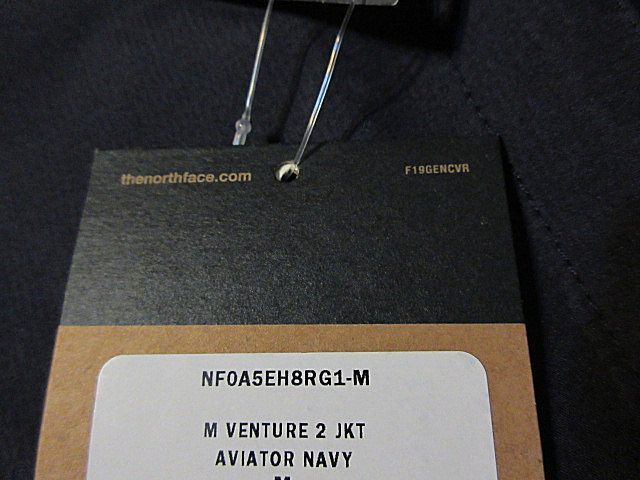 thenorthface.com F19GENCVR
NF0A5EH8RG1-M
M VENTURE 2 JKT
AVIATOR NAVY
M